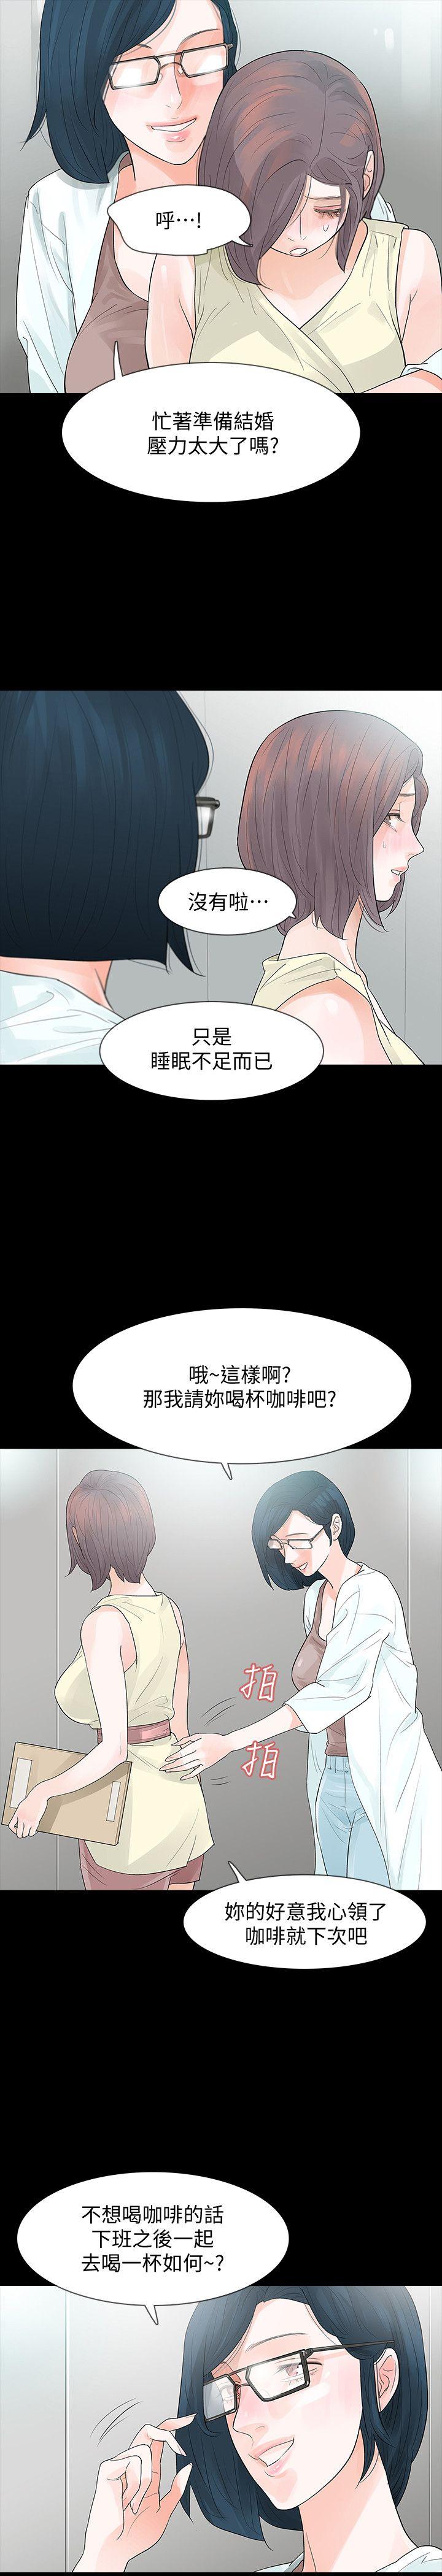 呼⋯!
忙著準備結婚
壓力太大了嗎?
沒有啦⋯
只是
睡眠不足而已
哦~這樣啊?
那我請妳喝杯咖啡吧?
拍
拍
妳的好意我心領了
咖啡就下次吧
不想喝咖啡的話
下班之後一起
去喝一杯如何~?